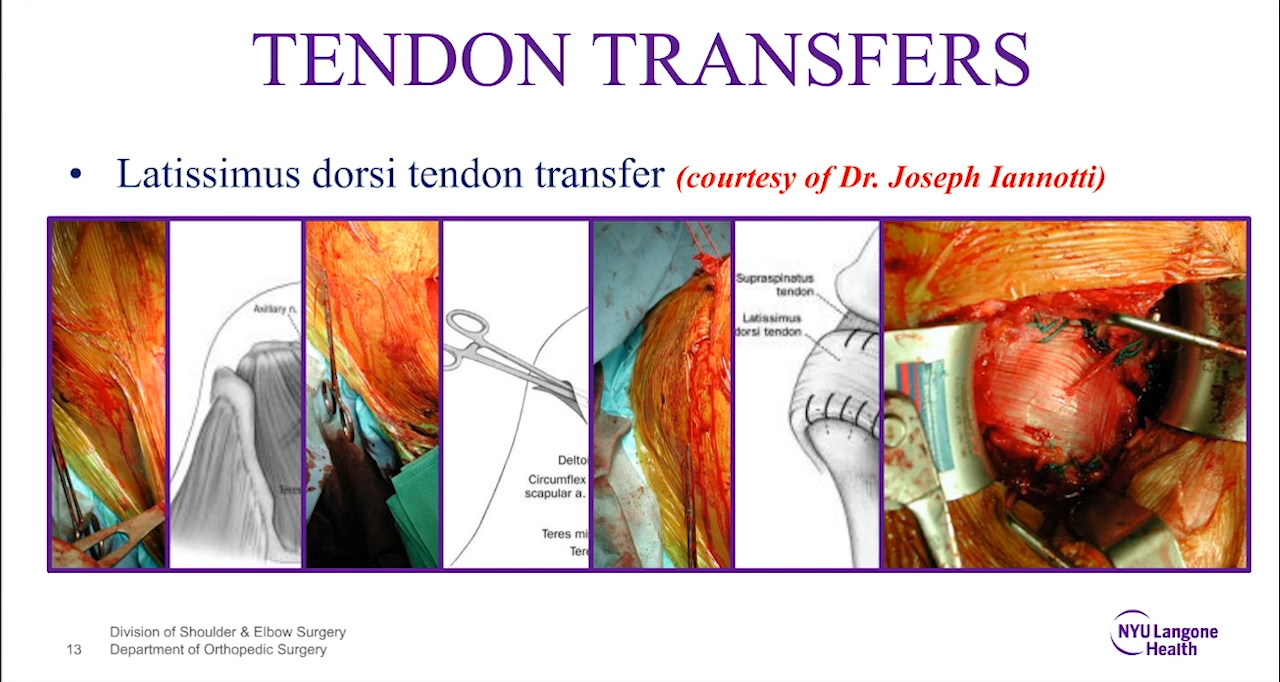 TENDON TRANSFERS
• Latissimus dorsi tendon transfer (courtesy of Dr. Joseph Iannotti)
Axillary n.
Teres
Delto
Circumflex
scapular a.
Teres mi
Tere
Supraspinatus
tendon
Latissimus
dorsi tendon
Division of Shoulder & Elbow Surgery
13 Department of Orthopedic Surgery
NYU Langone
Health